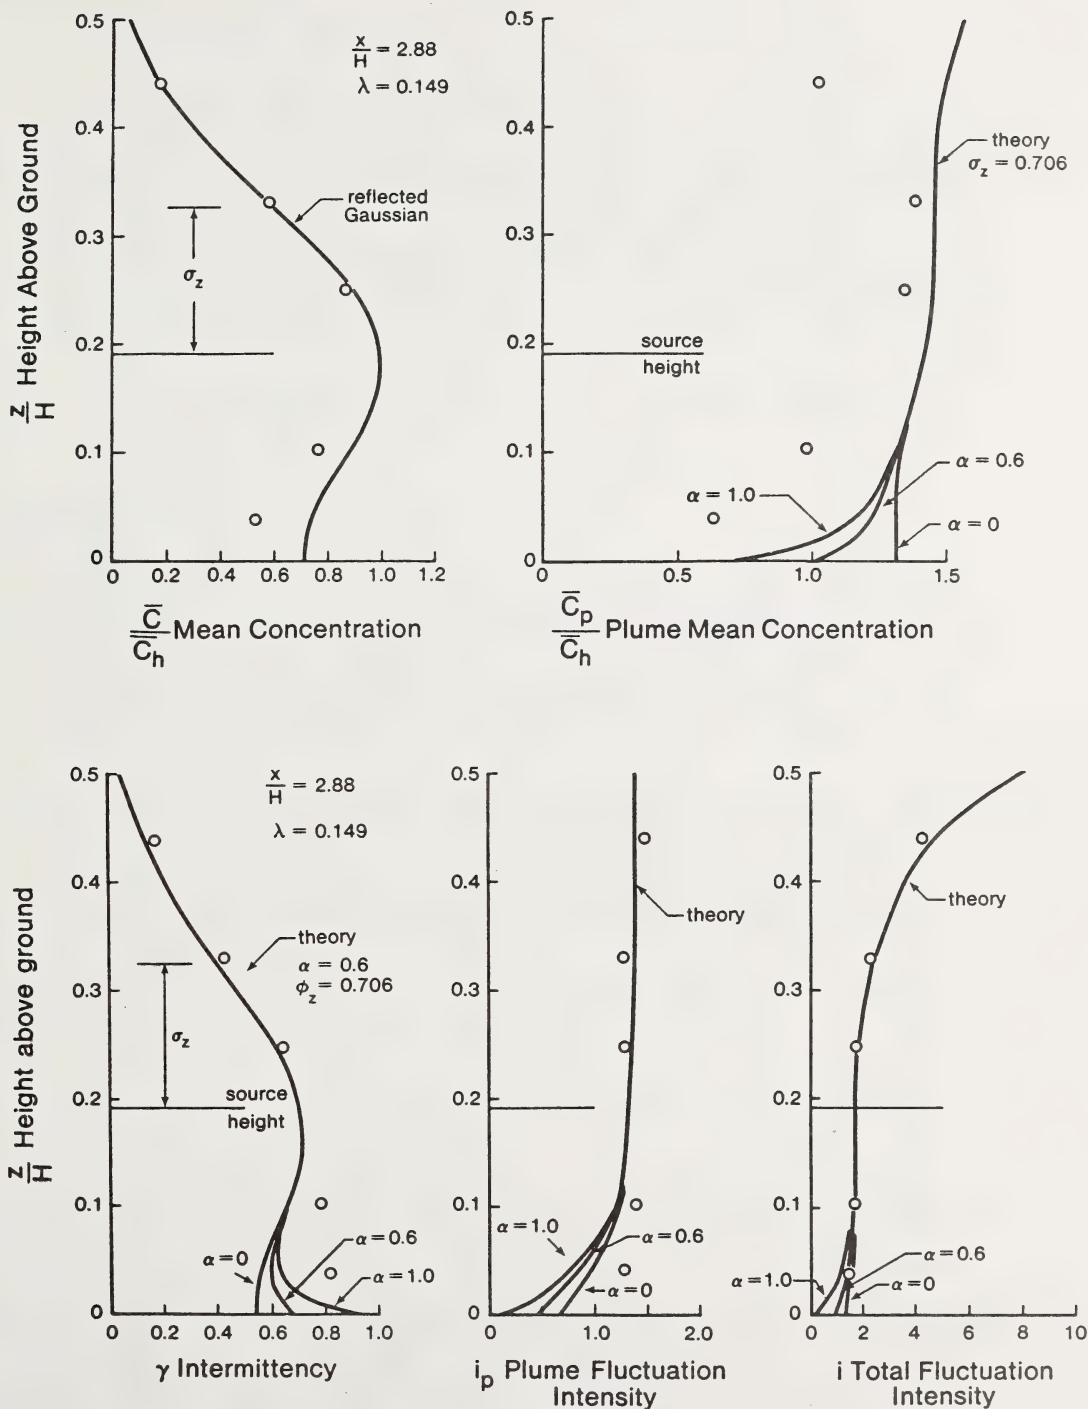 0.5
0.4
0.3
0.2
0.1
0
0 0.2 0.4 0.6 0.8 1.0 1.2
z/H Height Above Ground
x/H = 2.88
λ = 0.149
reflected
Gaussian
σz
C̅/C̅h Mean Concentration
0.5
0.4
0.3
0.2
0.1
0
0 0.5 1.0 1.5
theory
σz = 0.706
source
height
α = 1.0
α = 0.6
α = 0
C̅p/C̅h Plume Mean Concentration
0.5
0.4
0.3
0.2
0.1
0
0 0.2 0.4 0.6 0.8 1.0
z/H Height above ground
x/H = 2.88
λ = 0.149
theory
α = 0.6
ϕz = 0.706
σz
source
height
α = 0
α = 0.6
α = 1.0
γ Intermittency
0.5
0.4
0.3
0.2
0.1
0
0 1.0 2.0
theory
α = 1.0
α = 0.6
α = 0
ip Plume Fluctuation
Intensity
0.5
0.4
0.3
0.2
0.1
0
0 2 4 6 8 10
theory
α = 1.0
α = 0.6
α = 0
i Total Fluctuation
Intensity